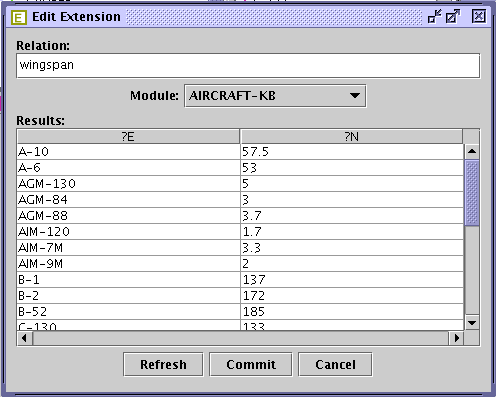 E Edit Extension
Relation:
wingspan
Module: AIRCRAFT-KB
Results:
?E ?N
A-10 57.5
A-6 53
AGM-130 5
AGM-84 3
AGM-88 3.7
AIM-120 1.7
AIM-7M 3.3
AIM-9M 2
B-1 137
B-2 172
B-52 185
C-130 133
Refresh Commit Cancel